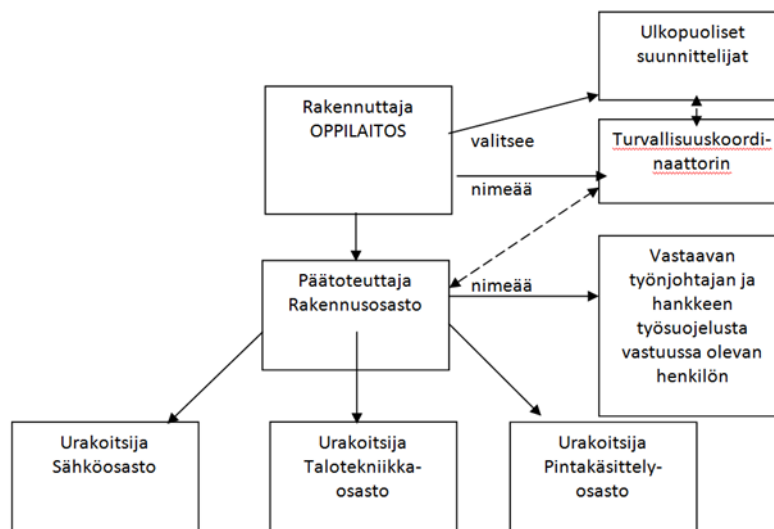 Ulkopuoliset
suunnittelijat
Rakennuttaja
OPPILAITOS
valitsee
Turvallisuuskoordi-
naattorin
nimeää
Päätoteuttaja
Rakennusosasto
nimeää
Vastaavan
työnjohtajan ja
hankkeen
työsuojelusta
vastuussa olevan
henkilön
Urakoitsija
Sähköosasto
Urakoitsija
Talotekniikka-
osasto
Urakoitsija
Pintakäsittely-
osasto